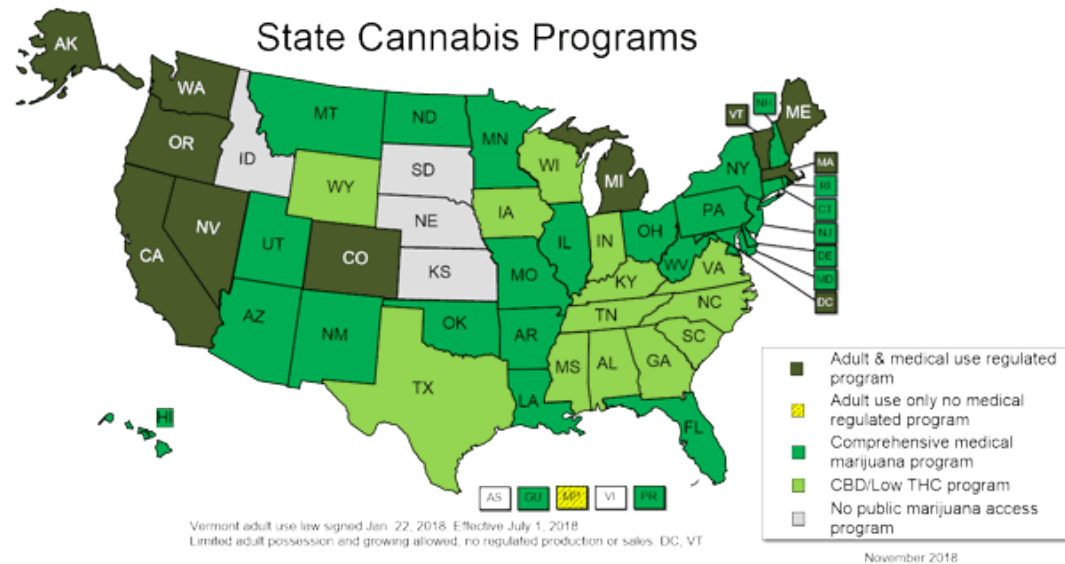 State Cannabis Programs
AK
WA
OR
CA
NV
ID
MT
WY
UT
CO
AZ
NM
ND
SD
NE
KS
OK
TX
MN
IA
MO
AR
LA
WI
IL
MI
IN
OH
KY
TN
MS
AL
GA
FL
SC
NC
VA
WV
PA
NY
VT
NH
ME
MA
RI
CT
NJ
DE
MD
DC
HI
AS
GU
MP
VI
PR
Adult & medical use regulated
program
Adult use only no medical
regulated program
Comprehensive medical
marijuana program
CBD/Low THC program
No public marijuana access
program
Vermont adult use law signed Jan. 22, 2018. Effective July 1, 2018
Limited adult possession and growing allowed, no regulated production or sales: DC, VT
November 2018